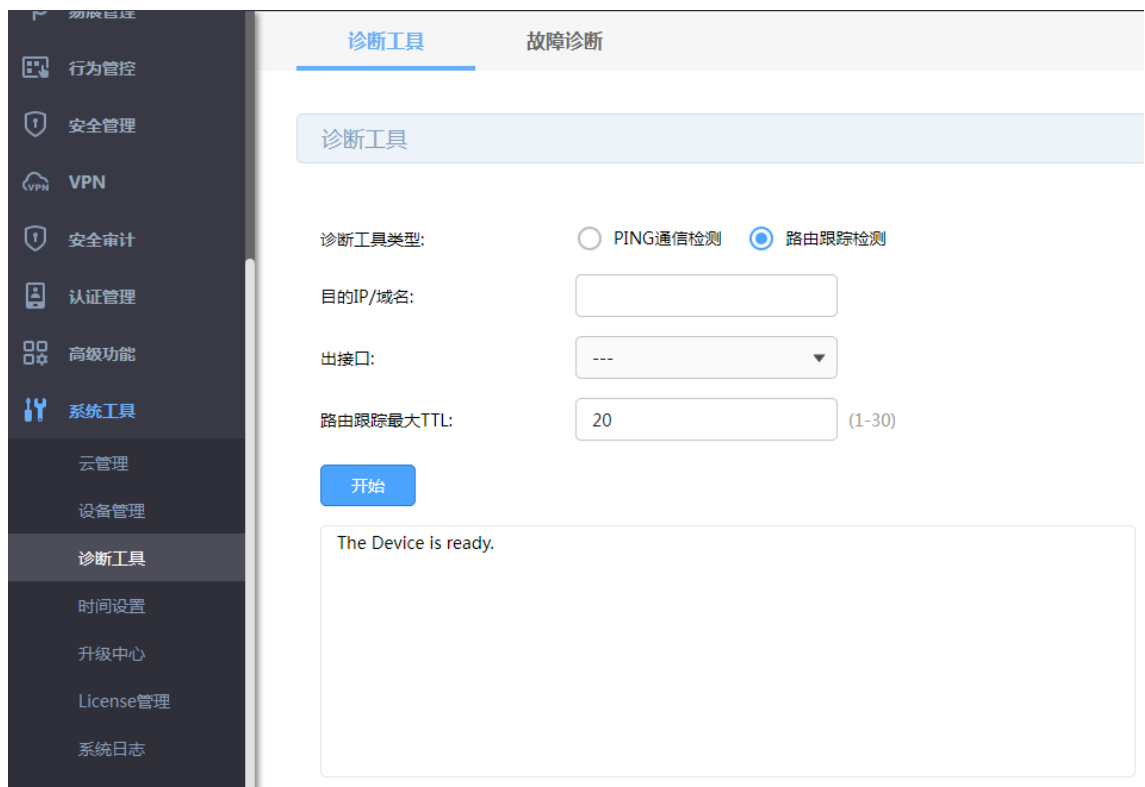 易展管理
行为管控
安全管理
VPN
VPN
安全审计
认证管理
高级功能
系统工具
云管理
设备管理
诊断工具
时间设置
升级中心
License管理
系统日志
诊断工具 故障诊断
诊断工具
诊断工具类型: PING通信检测 路由跟踪检测
目的IP/域名:
出接口: ---
路由跟踪最大TTL: 20 (1-30)
开始
The Device is ready.